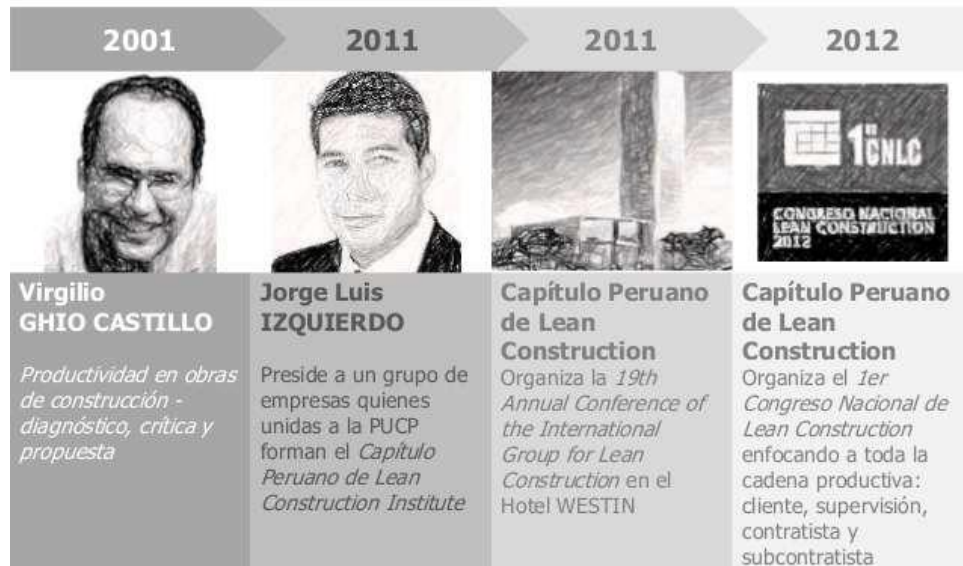 2001
2011
2011
2012
1er CNLC
CONGRESO NACIONAL
LEAN CONSTRUCTION
2012
Virgilio
GHIO CASTILLO
Productividad en obras
de construcción -
diagnóstico, crítica y
propuesta
Jorge Luis
IZQUIERDO
Preside a un grupo de
empresas quienes
unidas a la PUCP
forman el Capítulo
Peruano de Lean
Construction Institute
Capítulo Peruano
de Lean
Construction
Organiza la 19th
Annual Conference of
the International
Group for Lean
Construction en el
Hotel WESTIN
Capítulo Peruano
de Lean
Construction
Organiza el 1er
Congreso Nacional de
Lean Construction
enfocando a toda la
cadena productiva:
cliente, supervisión,
contratista y
subcontratista